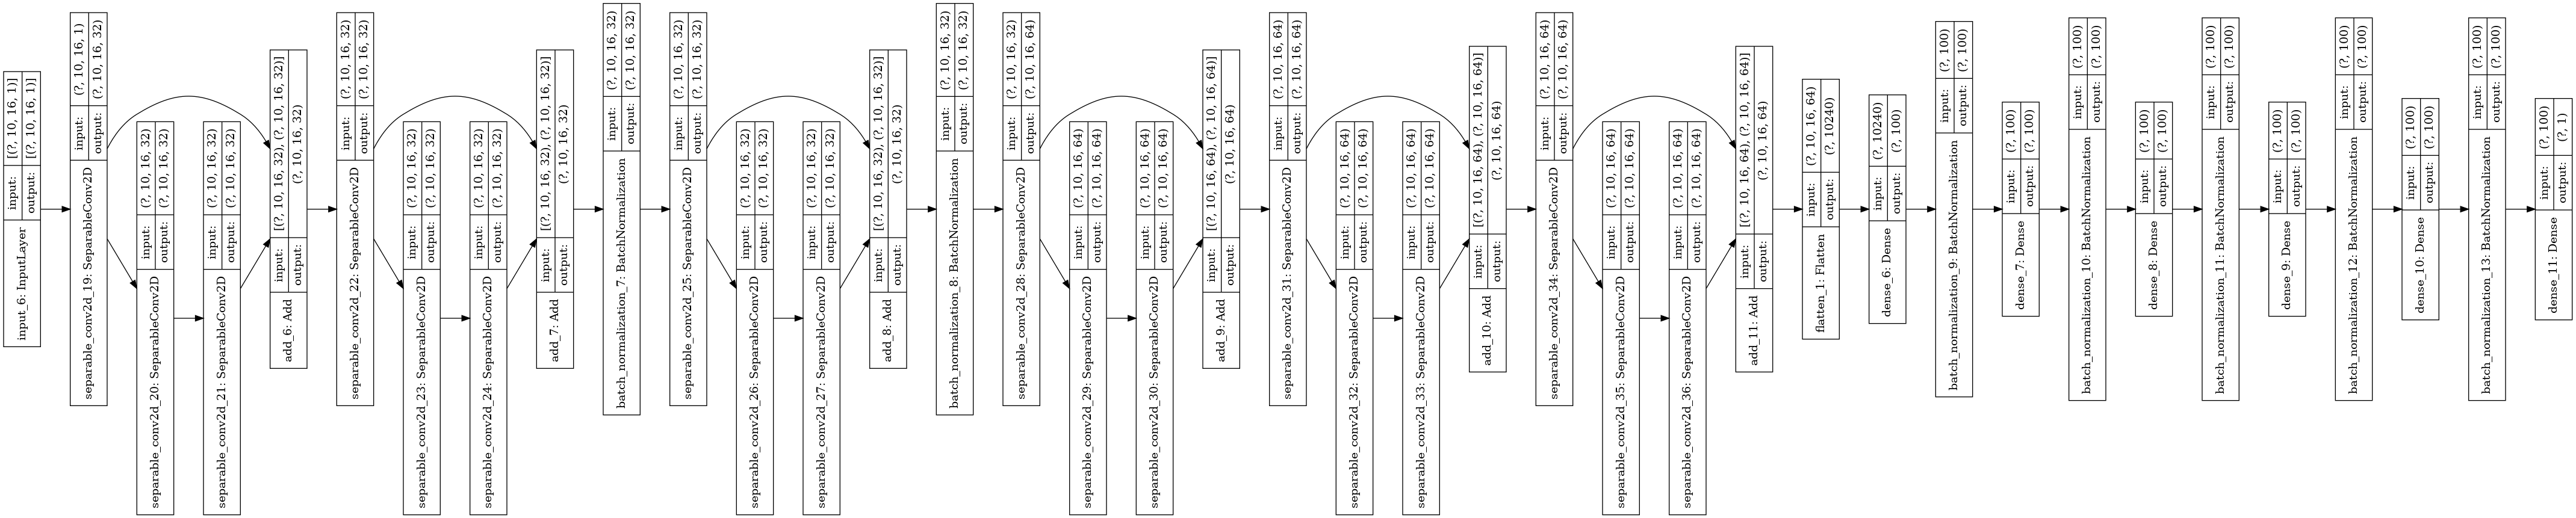 input_6: InputLayer
input: [(?, 10, 16, 1)]
output: [(?, 10, 16, 1)]
separable_conv2d_19: SeparableConv2D
input: (?, 10, 16, 1)
output: (?, 10, 16, 32)
separable_conv2d_20: SeparableConv2D
input: (?, 10, 16, 32)
output: (?, 10, 16, 32)
separable_conv2d_21: SeparableConv2D
input: (?, 10, 16, 32)
output: (?, 10, 16, 32)
add_6: Add
input: [(?, 10, 16, 32), (?, 10, 16, 32)]
output: (?, 10, 16, 32)
separable_conv2d_22: SeparableConv2D
input: (?, 10, 16, 32)
output: (?, 10, 16, 32)
separable_conv2d_23: SeparableConv2D
input: (?, 10, 16, 32)
output: (?, 10, 16, 32)
separable_conv2d_24: SeparableConv2D
input: (?, 10, 16, 32)
output: (?, 10, 16, 32)
add_7: Add
input: [(?, 10, 16, 32), (?, 10, 16, 32)]
output: (?, 10, 16, 32)
batch_normalization_7: BatchNormalization
input: (?, 10, 16, 32)
output: (?, 10, 16, 32)
separable_conv2d_25: SeparableConv2D
input: (?, 10, 16, 32)
output: (?, 10, 16, 32)
separable_conv2d_26: SeparableConv2D
input: (?, 10, 16, 32)
output: (?, 10, 16, 32)
separable_conv2d_27: SeparableConv2D
input: (?, 10, 16, 32)
output: (?, 10, 16, 32)
add_8: Add
input: [(?, 10, 16, 32), (?, 10, 16, 32)]
output: (?, 10, 16, 32)
batch_normalization_8: BatchNormalization
input: (?, 10, 16, 32)
output: (?, 10, 16, 32)
separable_conv2d_28: SeparableConv2D
input: (?, 10, 16, 32)
output: (?, 10, 16, 64)
separable_conv2d_29: SeparableConv2D
input: (?, 10, 16, 64)
output: (?, 10, 16, 64)
separable_conv2d_30: SeparableConv2D
input: (?, 10, 16, 64)
output: (?, 10, 16, 64)
add_9: Add
input: [(?, 10, 16, 64), (?, 10, 16, 64)]
output: (?, 10, 16, 64)
separable_conv2d_31: SeparableConv2D
input: (?, 10, 16, 64)
output: (?, 10, 16, 64)
separable_conv2d_32: SeparableConv2D
input: (?, 10, 16, 64)
output: (?, 10, 16, 64)
separable_conv2d_33: SeparableConv2D
input: (?, 10, 16, 64)
output: (?, 10, 16, 64)
add_10: Add
input: [(?, 10, 16, 64), (?, 10, 16, 64)]
output: (?, 10, 16, 64)
separable_conv2d_34: SeparableConv2D
input: (?, 10, 16, 64)
output: (?, 10, 16, 64)
separable_conv2d_35: SeparableConv2D
input: (?, 10, 16, 64)
output: (?, 10, 16, 64)
separable_conv2d_36: SeparableConv2D
input: (?, 10, 16, 64)
output: (?, 10, 16, 64)
add_11: Add
input: [(?, 10, 16, 64), (?, 10, 16, 64)]
output: (?, 10, 16, 64)
flatten_1: Flatten
input: (?, 10, 16, 64)
output: (?, 10240)
dense_6: Dense
input: (?, 10240)
output: (?, 100)
batch_normalization_9: BatchNormalization
input: (?, 100)
output: (?, 100)
dense_7: Dense
input: (?, 100)
output: (?, 100)
batch_normalization_10: BatchNormalization
input: (?, 100)
output: (?, 100)
dense_8: Dense
input: (?, 100)
output: (?, 100)
batch_normalization_11: BatchNormalization
input: (?, 100)
output: (?, 100)
dense_9: Dense
input: (?, 100)
output: (?, 100)
batch_normalization_12: BatchNormalization
input: (?, 100)
output: (?, 100)
dense_10: Dense
input: (?, 100)
output: (?, 100)
batch_normalization_13: BatchNormalization
input: (?, 100)
output: (?, 100)
dense_11: Dense
input: (?, 100)
output: (?, 1)